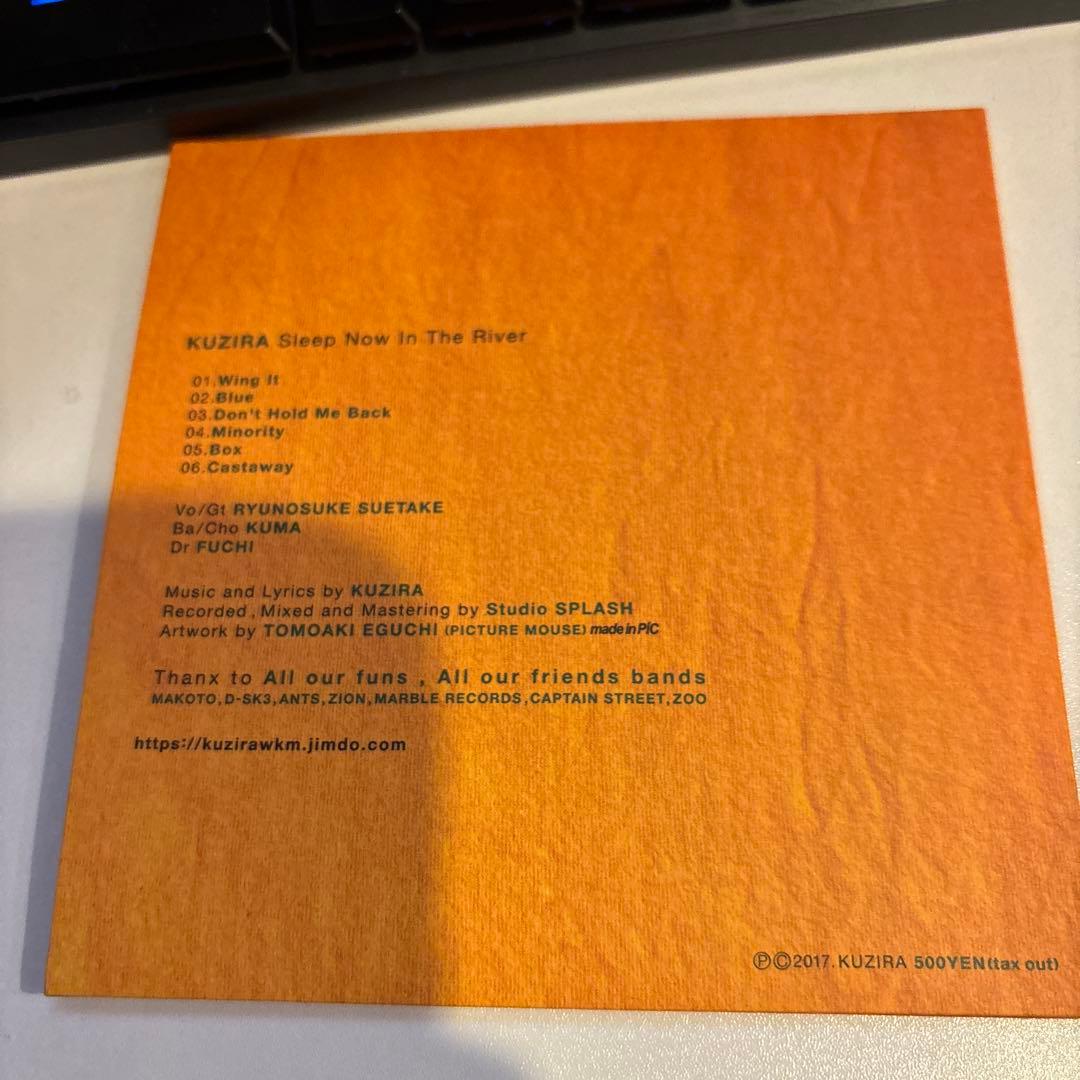 KUZIRA Sleep Now In The River
01.Wing It
02.Blue
03.Don't Hold Me Back
04.Minority
05.Box
06.Castaway
Vo/Gt RYUNOSUKE SUETAKE
Ba/Cho KUMA
Dr FUCHI
Music and Lyrics by KUZIRA
Recorded , Mixed and Mastering by Studio SPLASH
Artwork by TOMOAKI EGUCHI (PICTURE MOUSE) made in P/C
Thanx to All our funs , All our friends bands
MAKOTO,D-SK3,ANTS,ZION,MARBLE RECORDS,CAPTAIN STREET,ZOO
https://kuzirawkm.jimdo.com
ⓅⒸ2017.KUZIRA 500YEN(tax out)